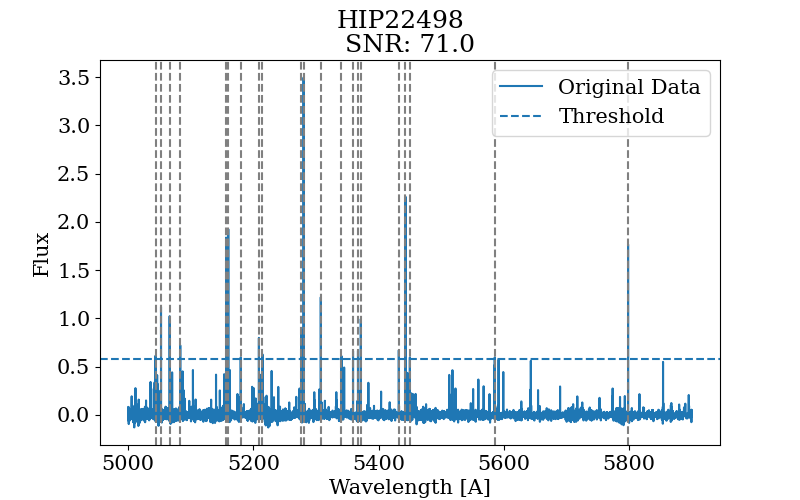 HIP22498
SNR: 71.0
Original Data
Threshold
3.5
3.0
2.5
2.0
1.5
1.0
0.5
0.0
Flux
5000 5200 5400 5600 5800
Wavelength [A]